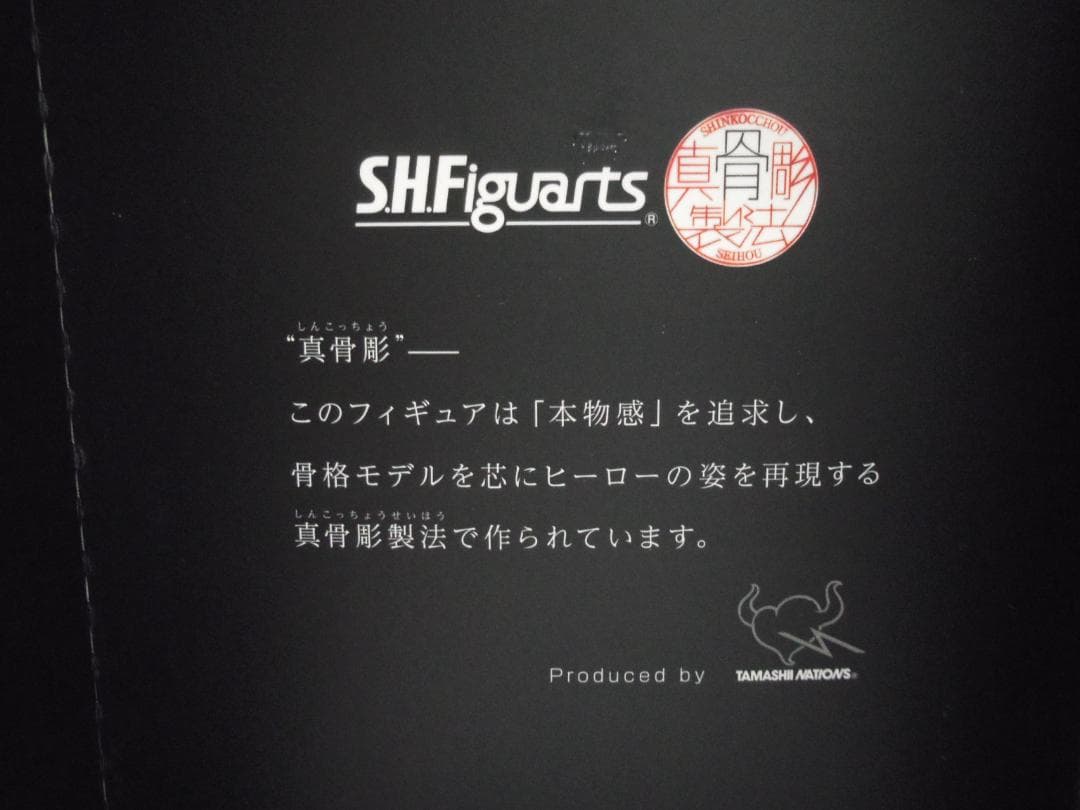 S.H.Figuarts®
SHINKOCCHOU
真骨彫
製法
SEIHOU
しんこっちょう
“真骨彫”――
このフィギュアは「本物感」を追求し、
骨格モデルを芯にヒーローの姿を再現する
しんこっちょうせいほう
真骨彫製法で作られています。
Produced by TAMASHII NATIONS®